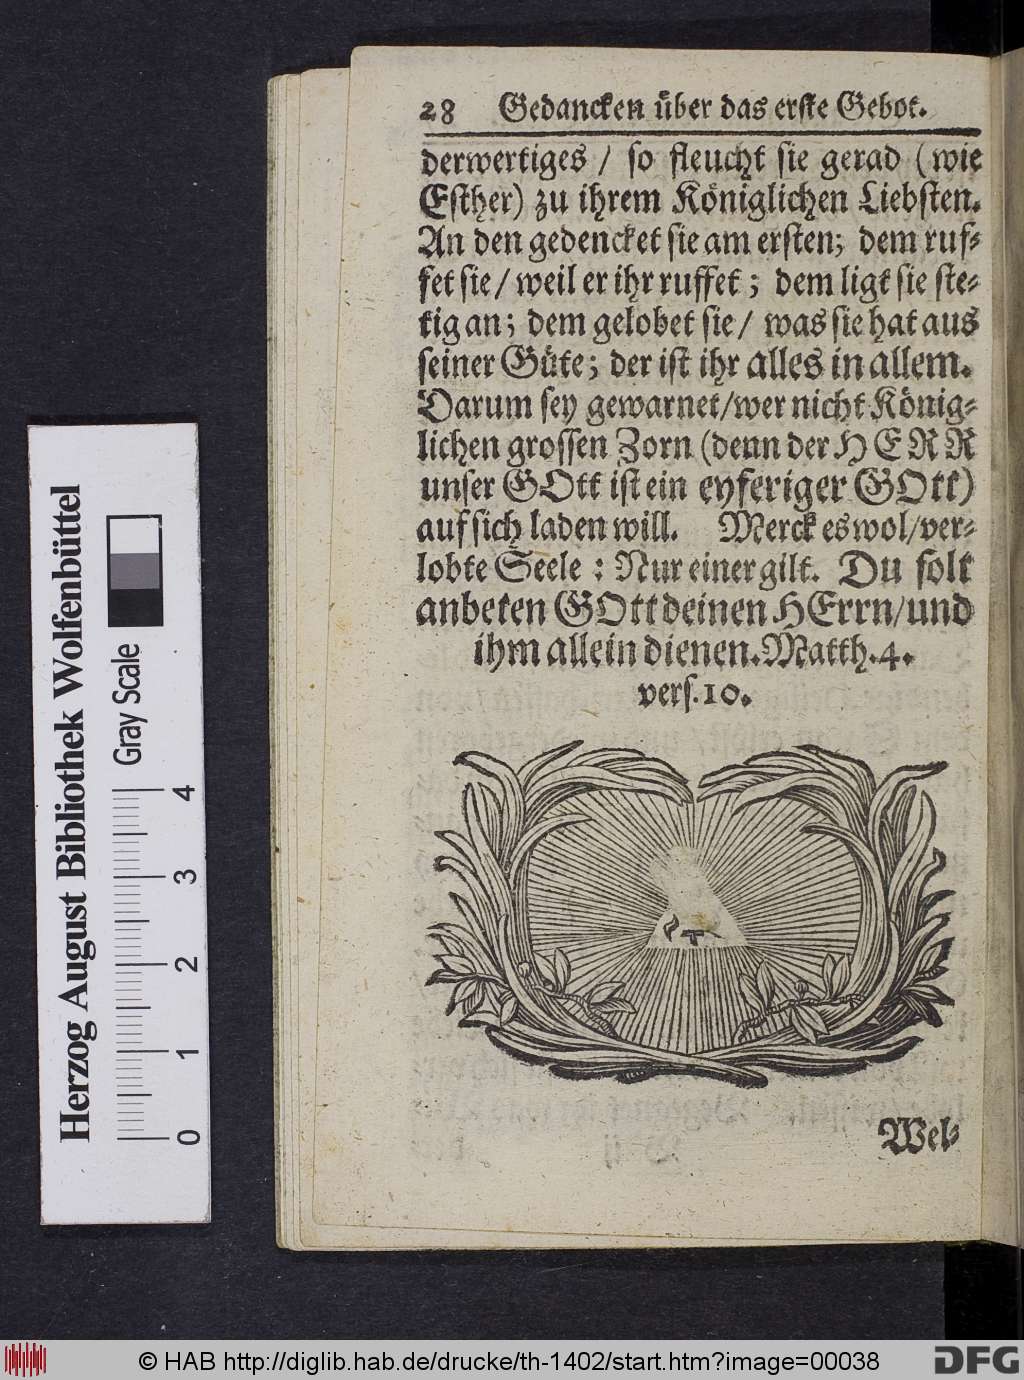 28 Gedancken über das erste Gebot.
derwertiges / so fleucht sie gerad (wie
Esther) zu ihrem Königlichen Liebsten.
An den gedencket sie am ersten; dem ruf-
fet sie / weil er ihr ruffet; dem ligt sie ste-
tig an; dem gelobet sie / was sie hat aus
seiner Güte; der ist ihr alles in allem.
Darum sey gewarnet / wer nicht König-
lichen grossen Zorn (denn der HERR
unser GOtt ist ein eyferiger GOtt)
auf sich laden will. Merck es wol / ver-
lobte Seele: Nur einer gilt. Du solt
anbeten GOtt deinen HErrn / und
ihm allein dienen. Matth. 4.
vers. 10.
Wel-
Herzog August Bibliothek Wolfenbüttel
Gray Scale
0 1 2 3 4
© HAB http://diglib.hab.de/drucke/th-1402/start.htm?image=00038
DFG